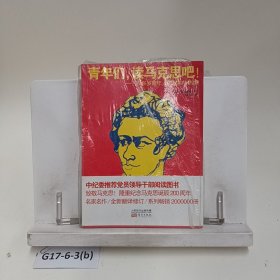 青年们，读马克思吧！
中纪委推荐党员领导干部阅读图书
致敬马克思！隆重纪念马克思诞辰200周年
名家名作/全新翻译修订/系列畅销2000000册
G17-6-3(b)